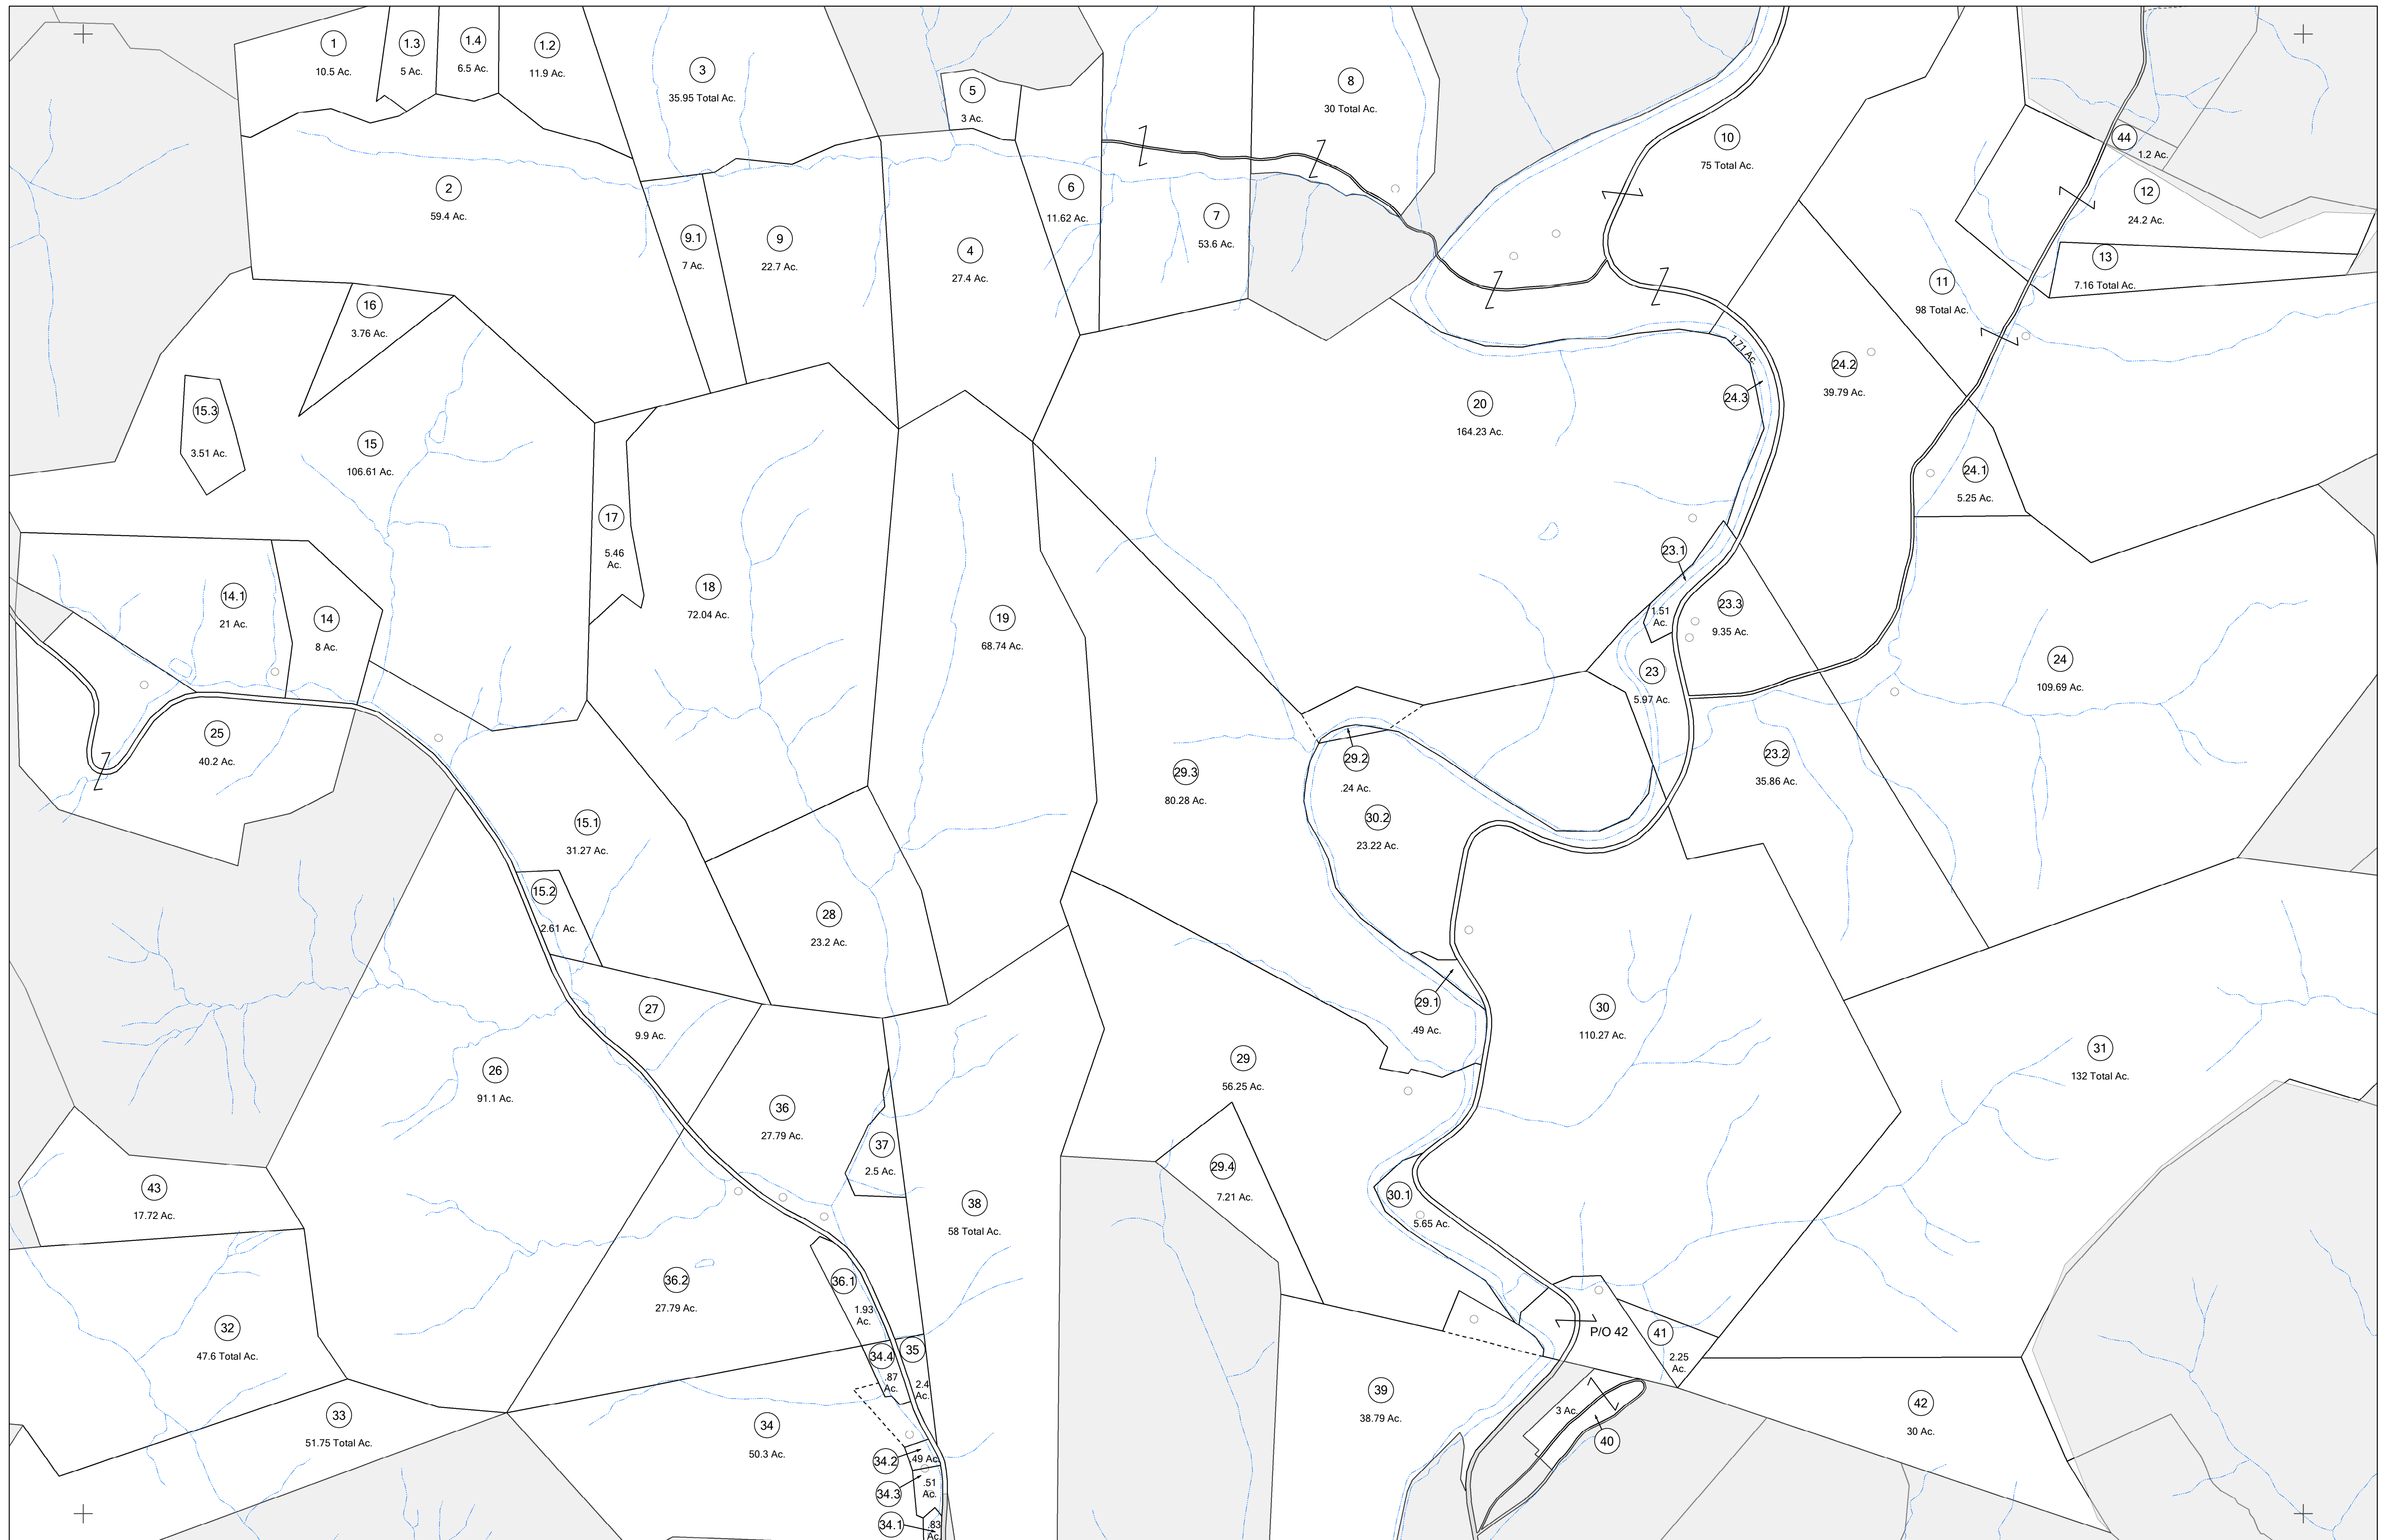 1
10.5 Ac.
1.3
5 Ac.
1.4
6.5 Ac.
1.2
11.9 Ac.
3
35.95 Total Ac.
5
3 Ac.
8
30 Total Ac.
10
75 Total Ac.
44
1.2 Ac.
12
24.2 Ac.
2
59.4 Ac.
6
11.62 Ac.
7
53.6 Ac.
9.1
7 Ac.
9
22.7 Ac.
4
27.4 Ac.
13
7.16 Total Ac.
11
98 Total Ac.
16
3.76 Ac.
1.71 Ac.
24.3
24.2
39.79 Ac.
20
164.23 Ac.
15.3
3.51 Ac.
15
106.61 Ac.
24.1
5.25 Ac.
17
5.46
Ac.
23.1
1.51
Ac.
23.3
9.35 Ac.
18
72.04 Ac.
14.1
21 Ac.
14
8 Ac.
19
68.74 Ac.
23
5.97 Ac.
24
109.69 Ac.
25
40.2 Ac.
29.3
80.28 Ac.
29.2
.24 Ac.
23.2
35.86 Ac.
30.2
23.22 Ac.
15.1
31.27 Ac.
15.2
2.61 Ac.
28
23.2 Ac.
27
9.9 Ac.
29.1
.49 Ac.
30
110.27 Ac.
26
91.1 Ac.
29
56.25 Ac.
31
132 Total Ac.
36
27.79 Ac.
37
2.5 Ac.
29.4
7.21 Ac.
43
17.72 Ac.
38
58 Total Ac.
30.1
5.65 Ac.
36.2
27.79 Ac.
36.1
1.93
Ac.
32
47.6 Total Ac.
P/O 42
41
2.25
Ac.
34.4
.87
Ac.
35
2.4
Ac.
39
38.79 Ac.
3 Ac.
40
42
30 Ac.
33
51.75 Total Ac.
34
50.3 Ac.
34.2
.49 Ac.
34.3
.51
Ac.
34.1
.83
Ac.